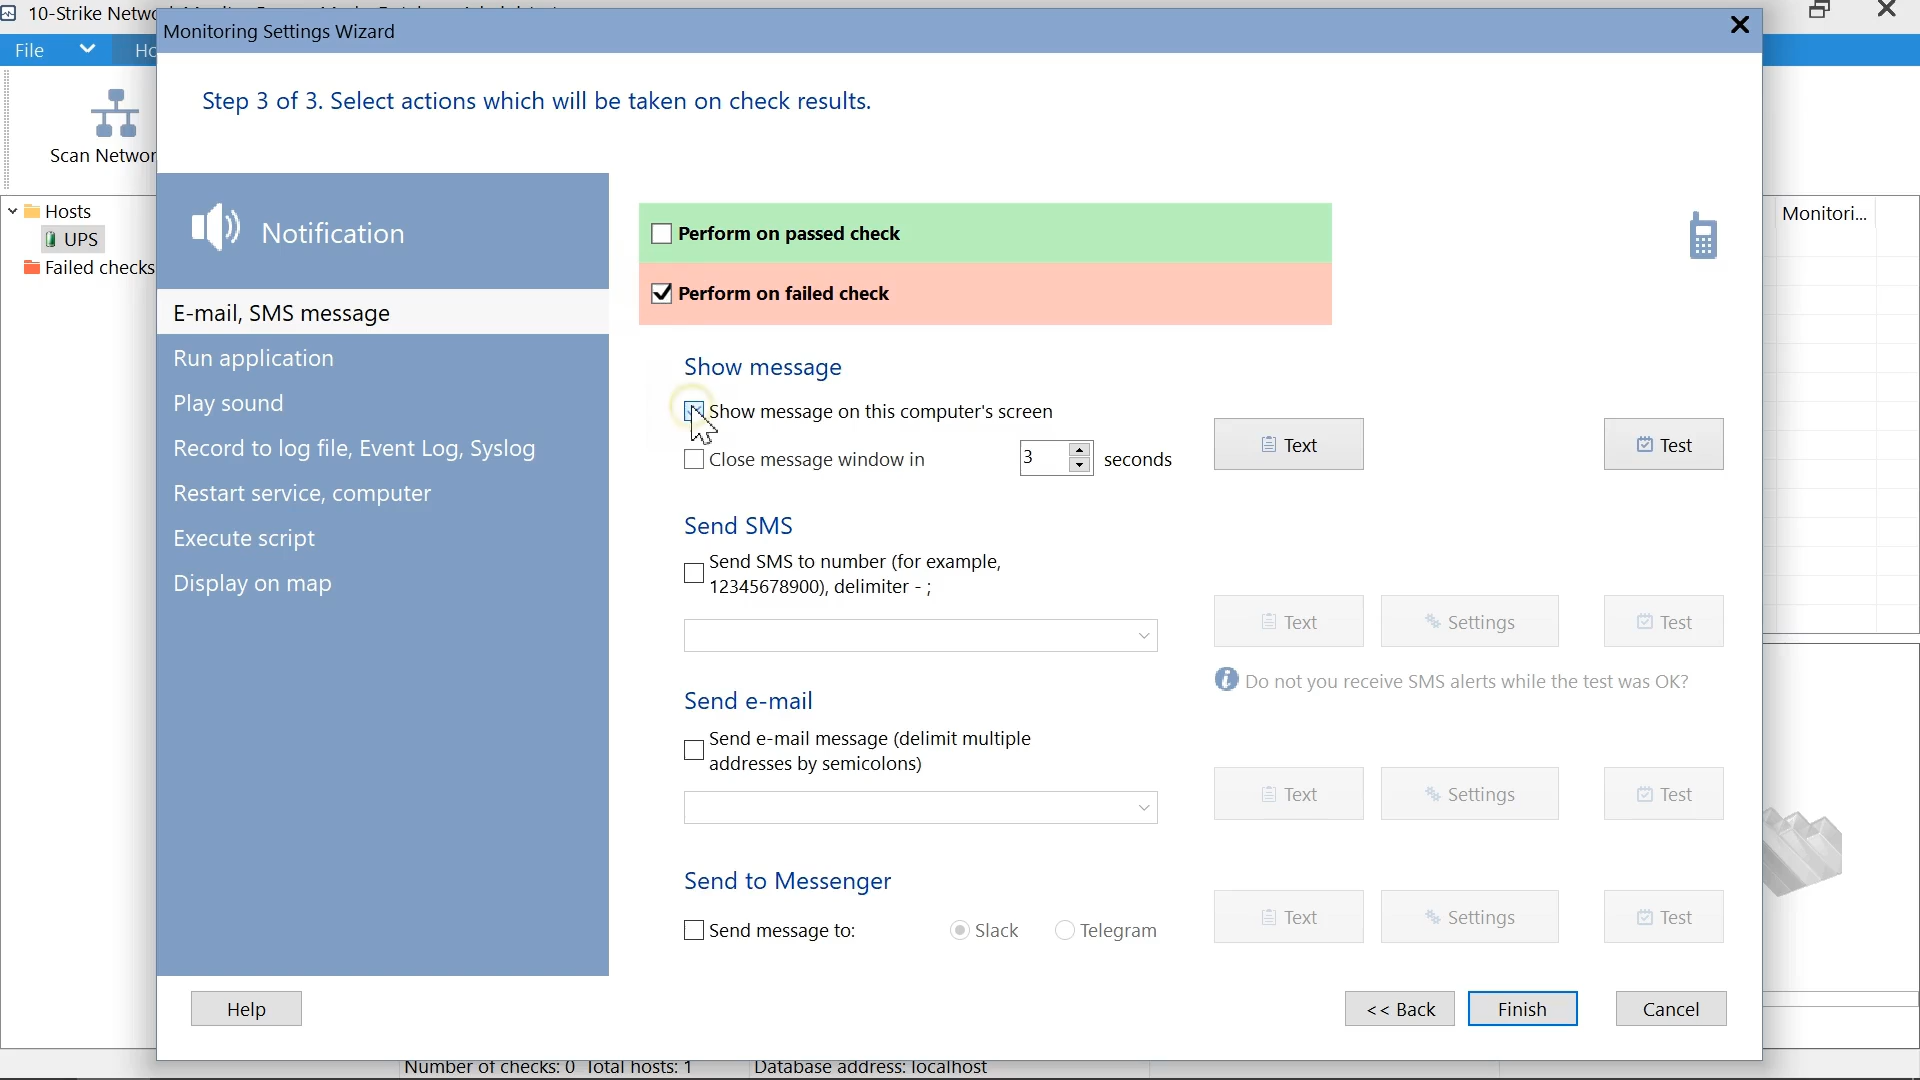 10-Strike Netwo
Monitoring Settings Wizard
File
Ho
Step 3 of 3. Select actions which will be taken on check results.
Scan Networ
Hosts
UPS
Failed checks
Monitori...
Notification
E-mail, SMS message
Run application
Play sound
Record to log file, Event Log, Syslog
Restart service, computer
Execute script
Display on map
Perform on passed check
Perform on failed check
Show message
Show message on this computer's screen
Close message window in 3 seconds
Text
Test
Send SMS
Send SMS to number (for example,
12345678900), delimiter - ;
Text
Settings
Test
Do not you receive SMS alerts while the test was OK?
Send e-mail
Send e-mail message (delimit multiple
addresses by semicolons)
Text
Settings
Test
Send to Messenger
Send message to:
Slack
Telegram
Text
Settings
Test
Help
<< Back
Finish
Cancel
Number of checks: 0 Total hosts: 1 Database address: localhost